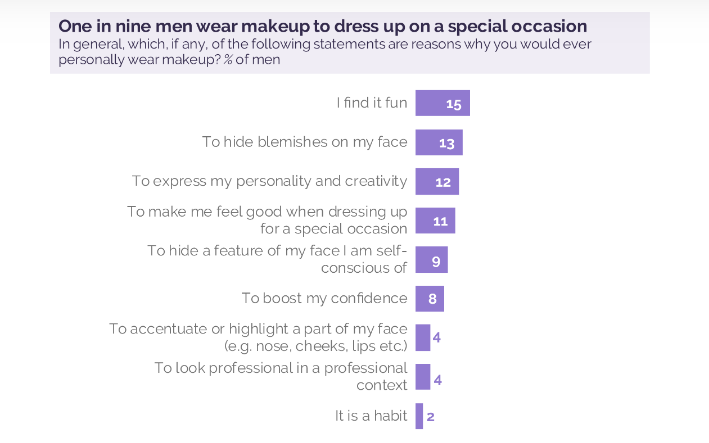 One in nine men wear makeup to dress up on a special occasion
In general, which, if any, of the following statements are reasons why you would ever
personally wear makeup? % of men
I find it fun 15
To hide blemishes on my face 13
To express my personality and creativity 12
To make me feel good when dressing up
for a special occasion 11
To hide a feature of my face I am self-
conscious of 9
To boost my confidence 8
To accentuate or highlight a part of my face
(e.g. nose, cheeks, lips etc.) 4
To look professional in a professional
context 4
It is a habit 2